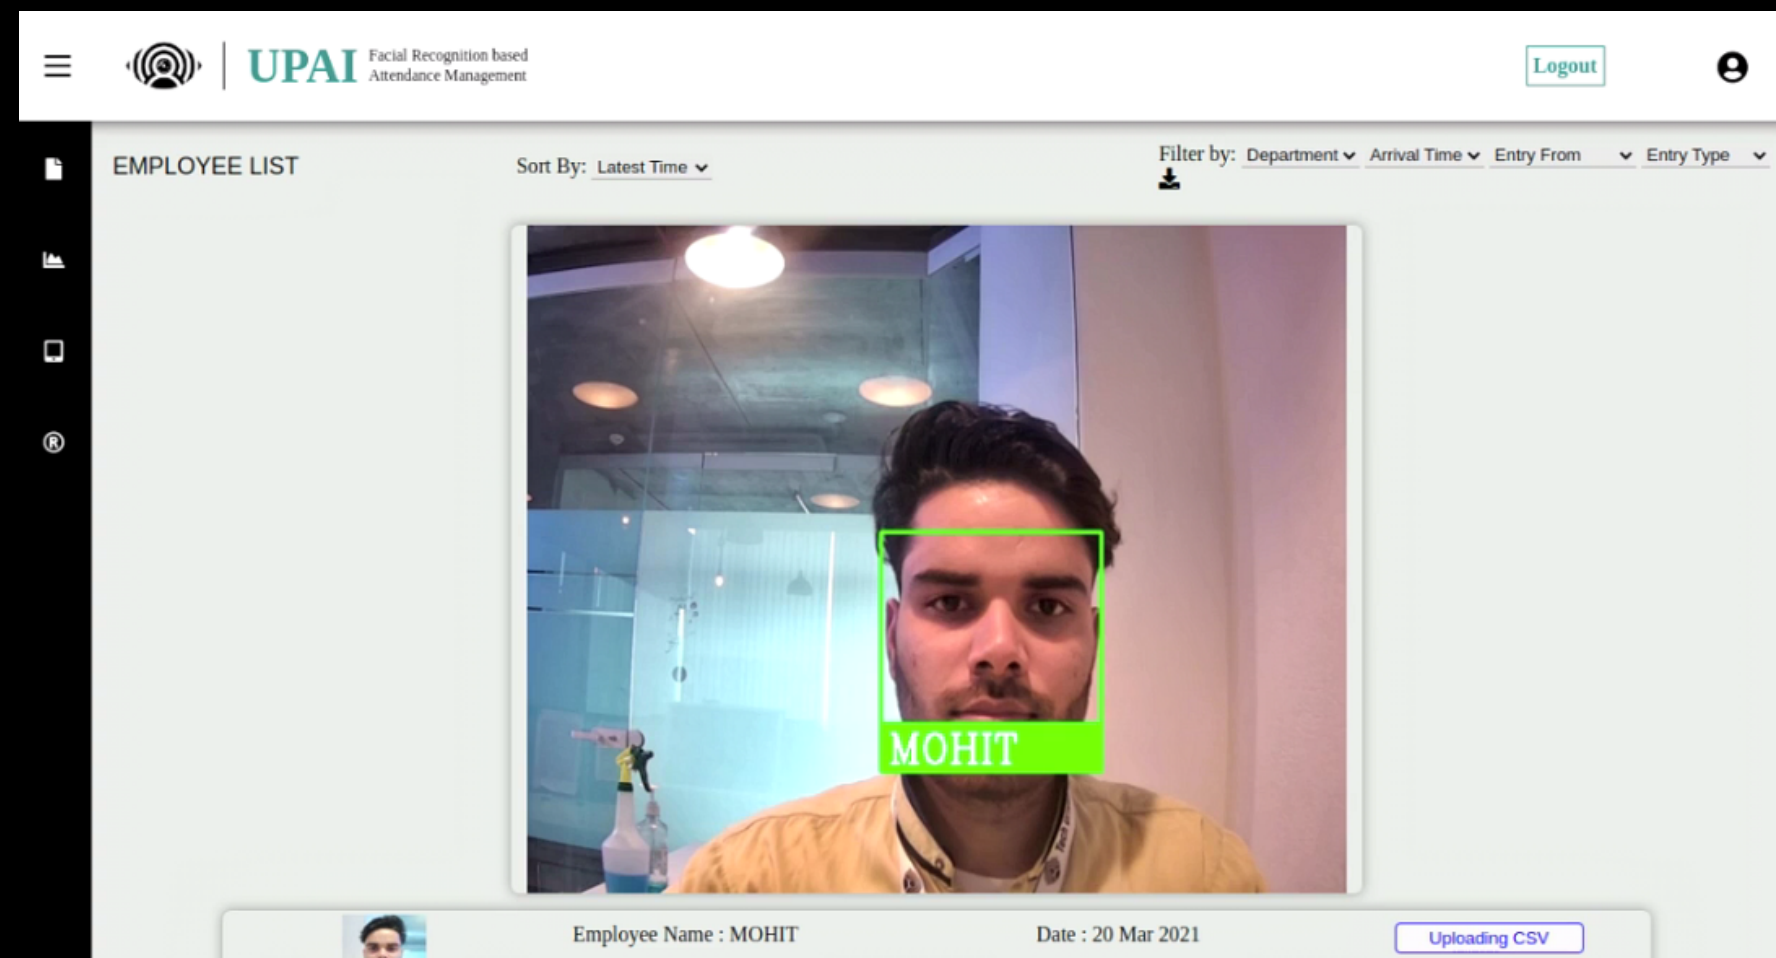 UPAI
Facial Recognition based
Attendance Management
Logout
EMPLOYEE LIST
Sort By: Latest Time
Filter by: Department Arrival Time Entry From Entry Type
®
MOHIT
Tech
Employee Name : MOHIT Date : 20 Mar 2021 Uploading CSV